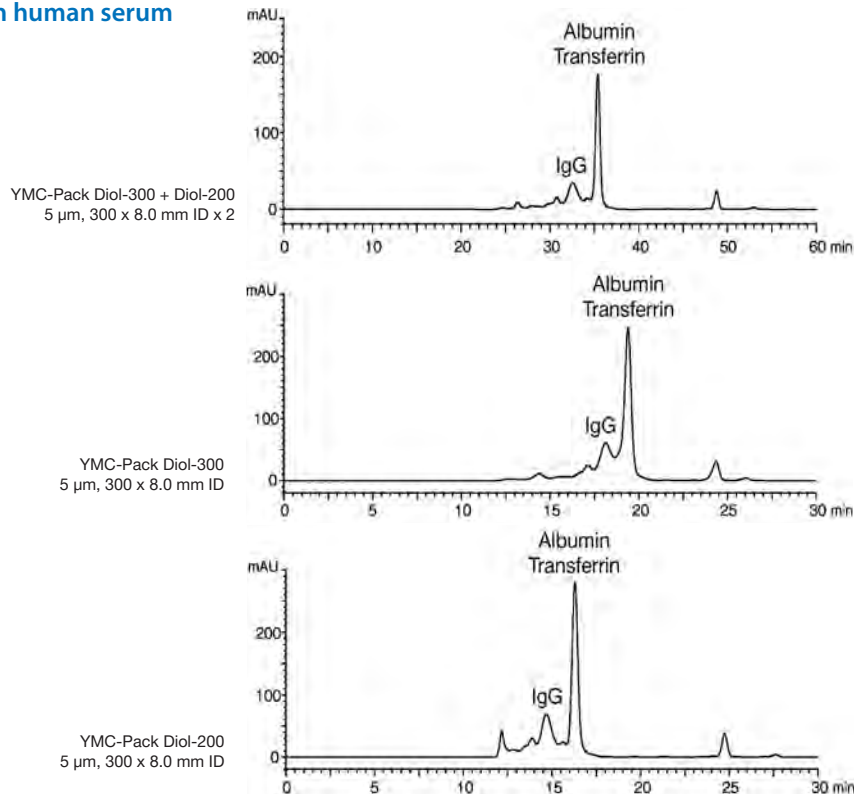 n human serum
mAU
Albumin
Transferrin
200
IgG
100
YMC-Pack Diol-300 + Diol-200
5 µm, 300 x 8.0 mm ID x 2
0
0 10 20 30 40 50 60 min
mAU
Albumin
Transferrin
200
100
IgG
YMC-Pack Diol-300
5 µm, 300 x 8.0 mm ID
0
0 5 10 15 20 25 30 min
Albumin
mAU
Transferrin
200
100
IgG
YMC-Pack Diol-200
5 µm, 300 x 8.0 mm ID
0
0 5 10 15 20 25 30 min